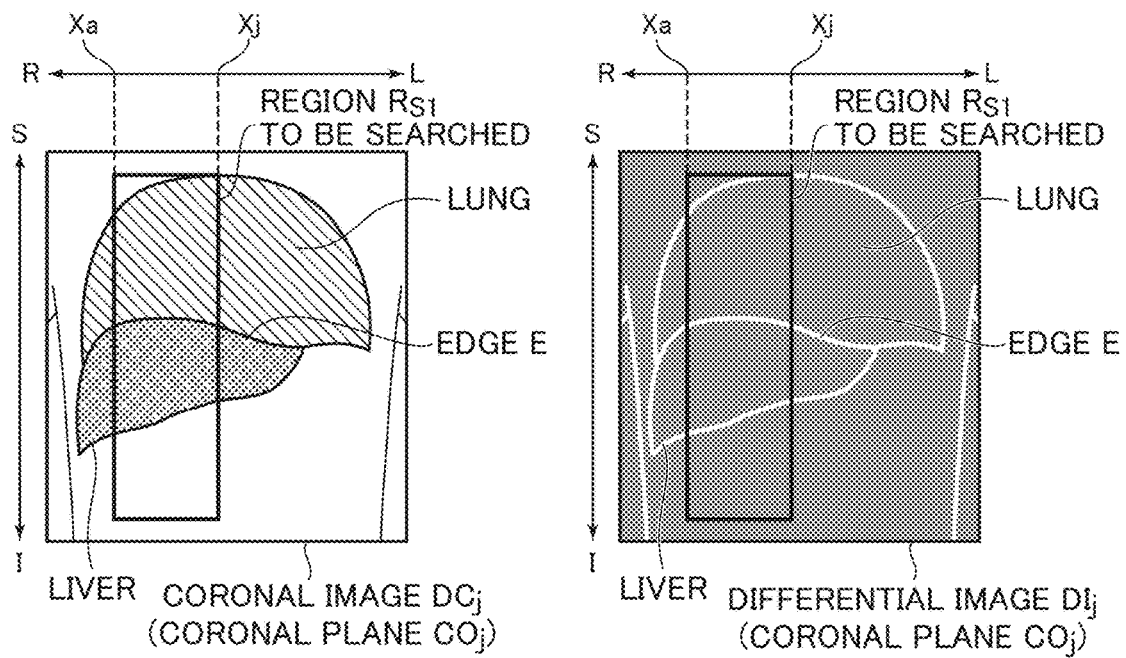 Xa
Xj
R
L
REGION RS1
TO BE SEARCHED
S
LUNG
EDGE E
I
LIVER
CORONAL IMAGE DCj
(CORONAL PLANE COj)
Xa
Xj
R
L
REGION RS1
TO BE SEARCHED
S
LUNG
EDGE E
I
LIVER
DIFFERENTIAL IMAGE DIj
(CORONAL PLANE COj)